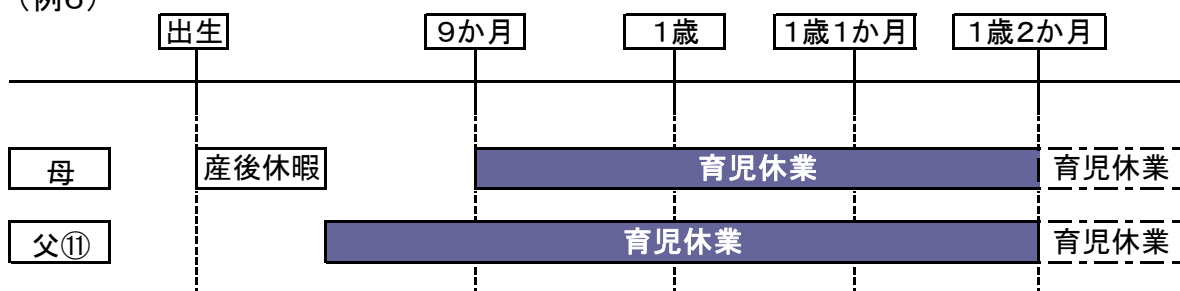 （例6）
出生 9か月 1歳 1歳1か月 1歳2か月
母 産後休暇 育児休業 育児休業
父⑪ 育児休業 育児休業